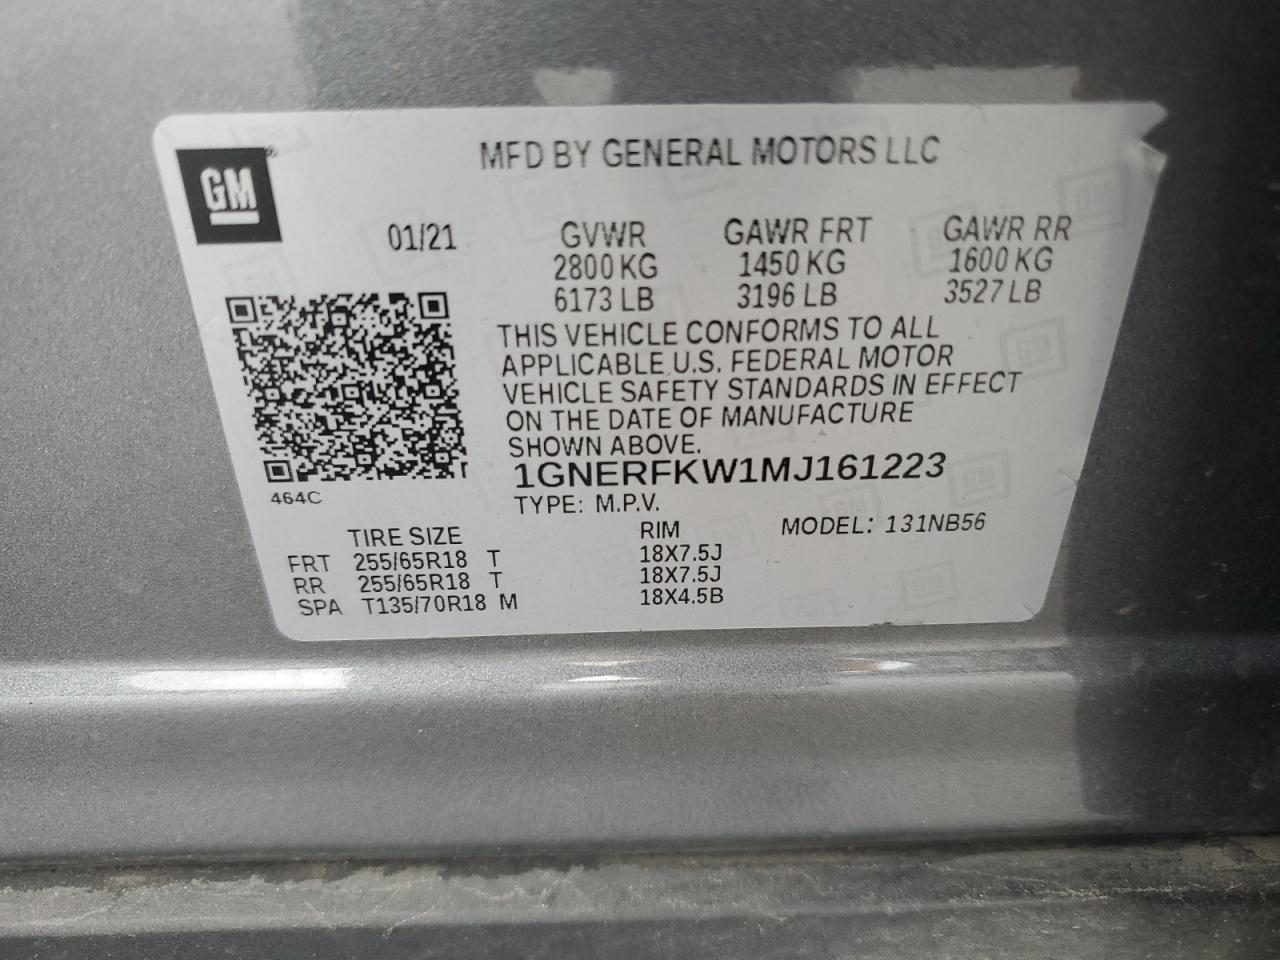 MFD BY GENERAL MOTORS LLC
GM
01/21 GVWR GAWR FRT GAWR RR
2800 KG 1450 KG 1600 KG
6173 LB 3196 LB 3527 LB
THIS VEHICLE CONFORMS TO ALL
APPLICABLE U.S. FEDERAL MOTOR
VEHICLE SAFETY STANDARDS IN EFFECT
ON THE DATE OF MANUFACTURE
SHOWN ABOVE.
1GNERFKW1MJ161223
464C
TYPE: M.P.V.
TIRE SIZE RIM MODEL: 131NB56
FRT 255/65R18 T 18X7.5J
RR 255/65R18 T 18X7.5J
SPA T135/70R18 M 18X4.5B